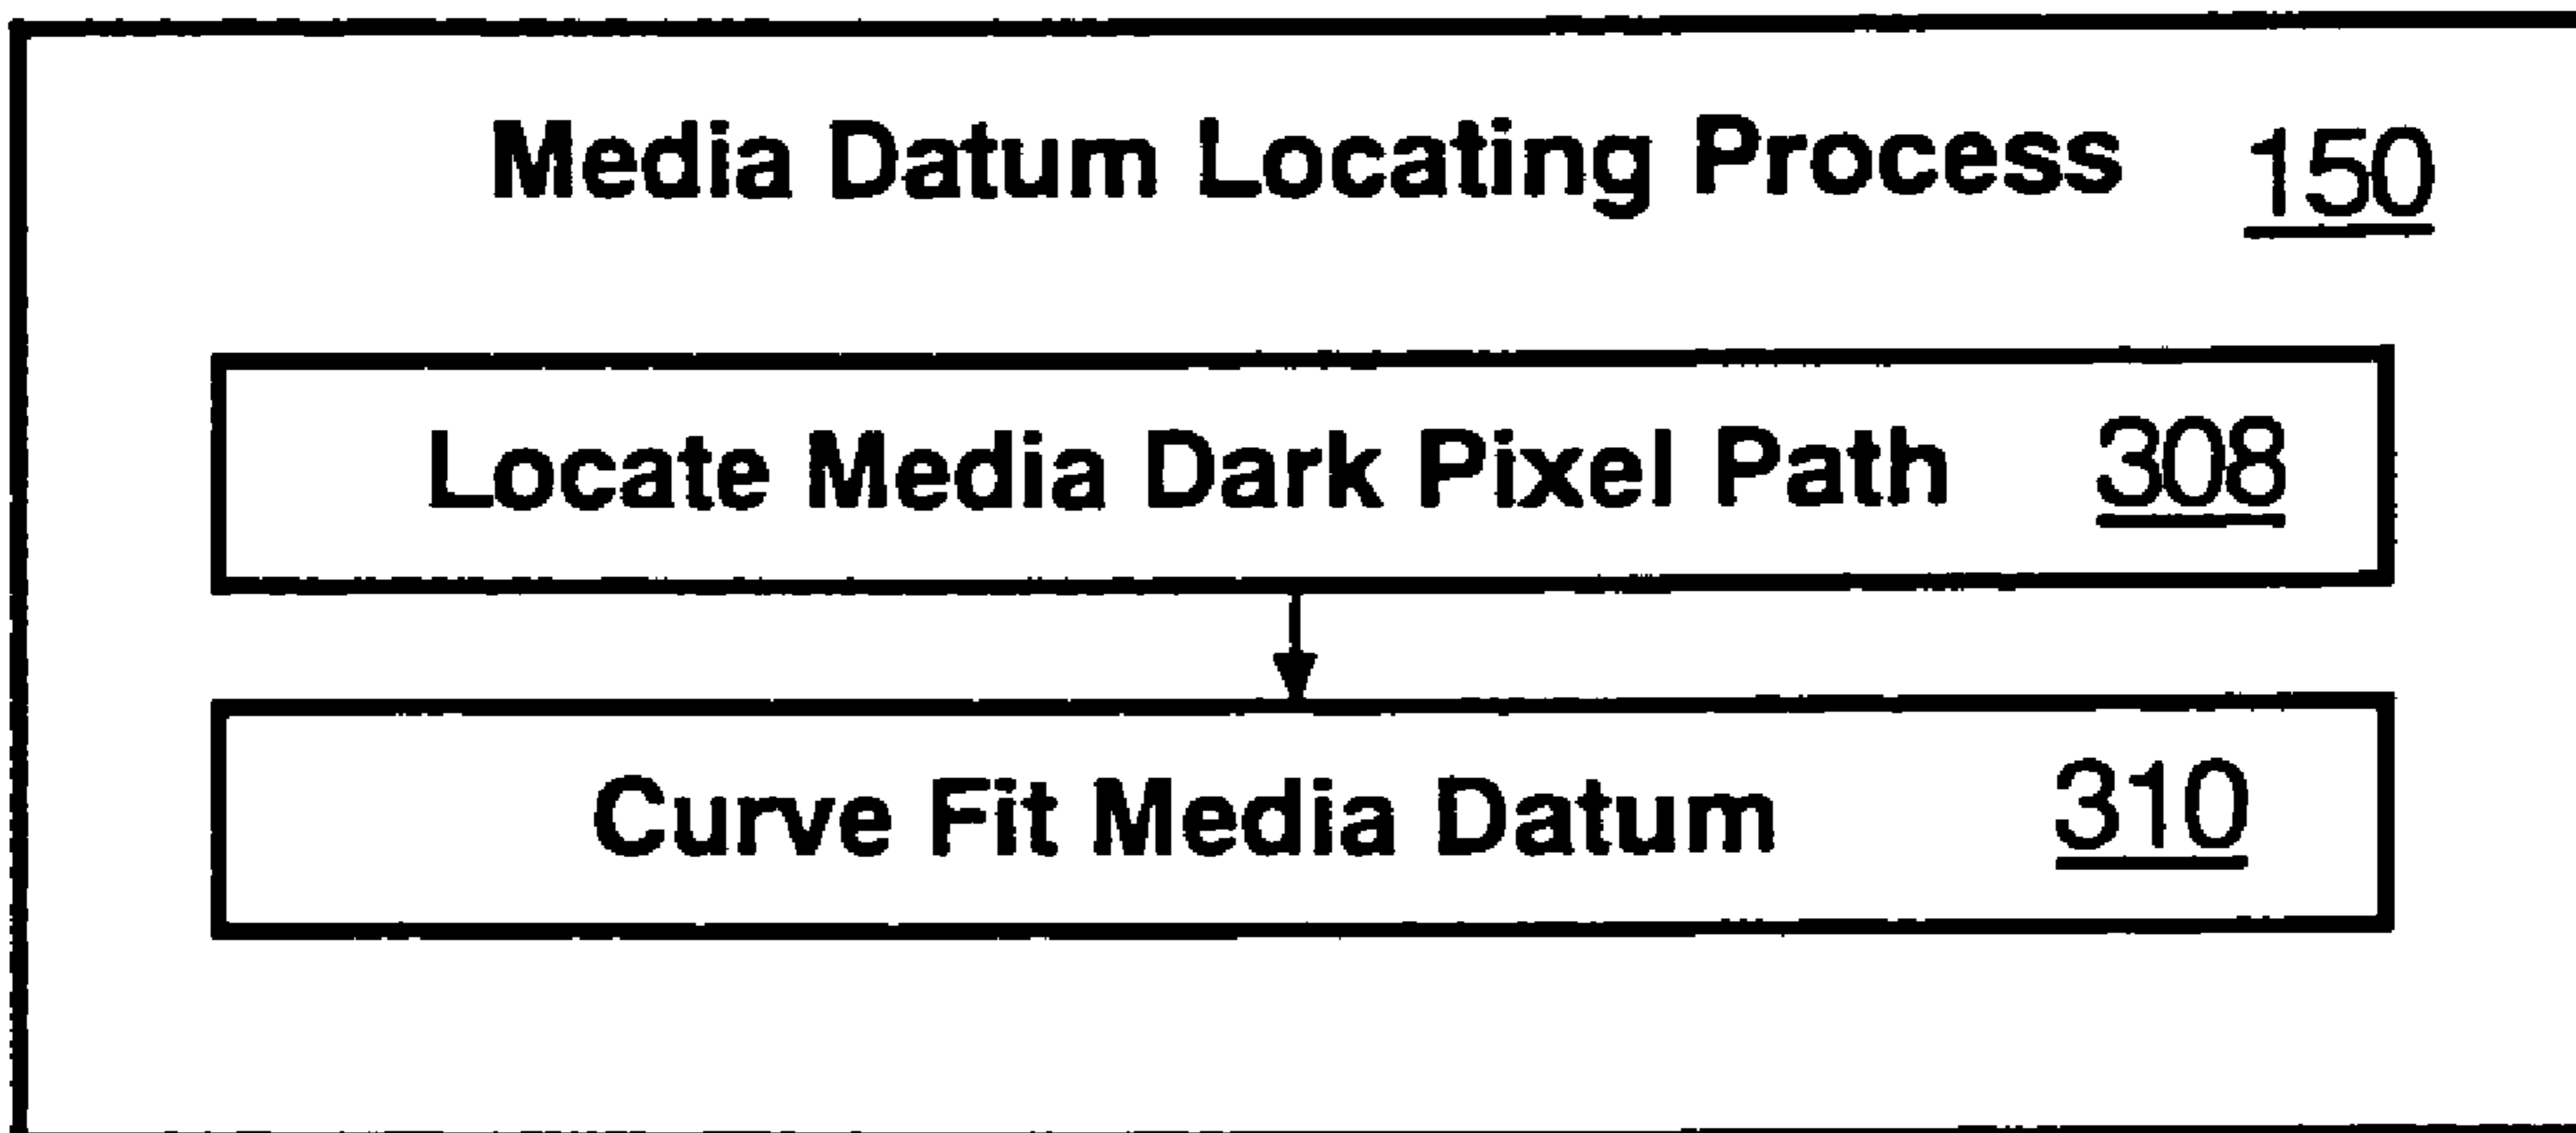 Media Datum Locating Process 150
Locate Media Dark Pixel Path 308
Curve Fit Media Datum 310